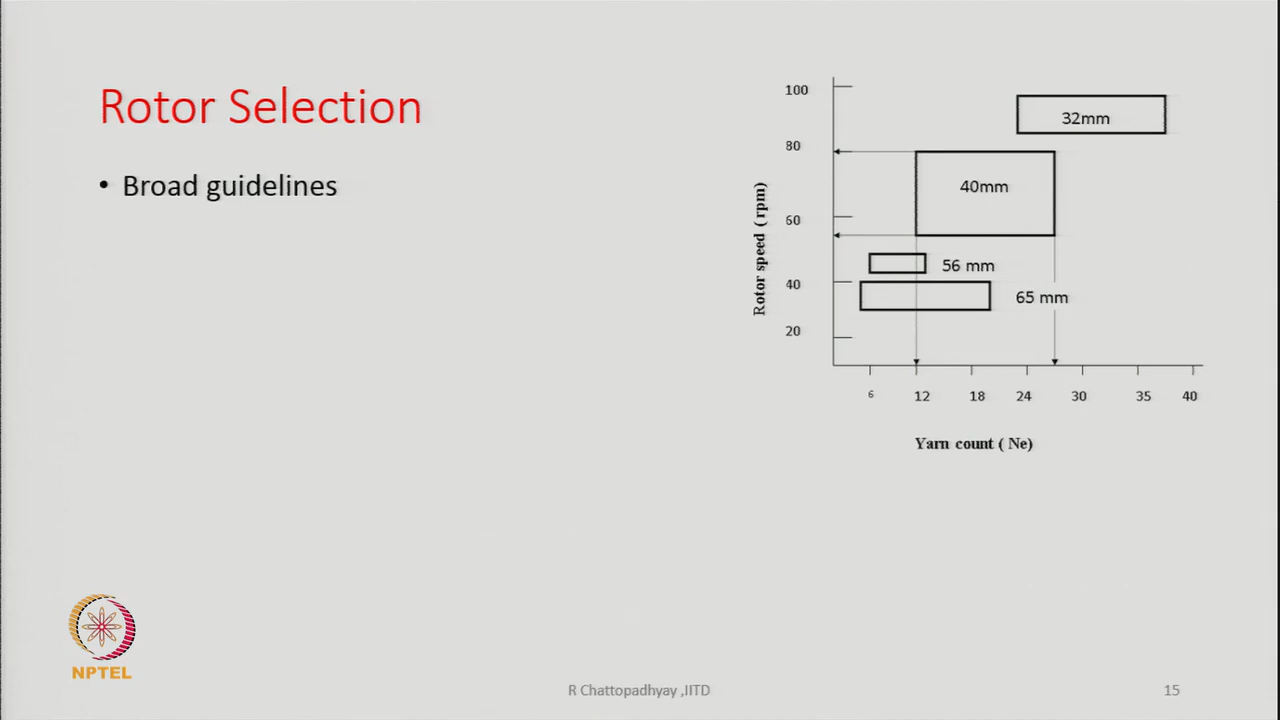 Rotor Selection
• Broad guidelines
100
80
60
40
20
Rotor speed ( rpm)
32mm
40mm
56 mm
65 mm
6 12 18 24 30 35 40
Yarn count ( Ne)
NPTEL
R Chattopadhyay ,IITD
15